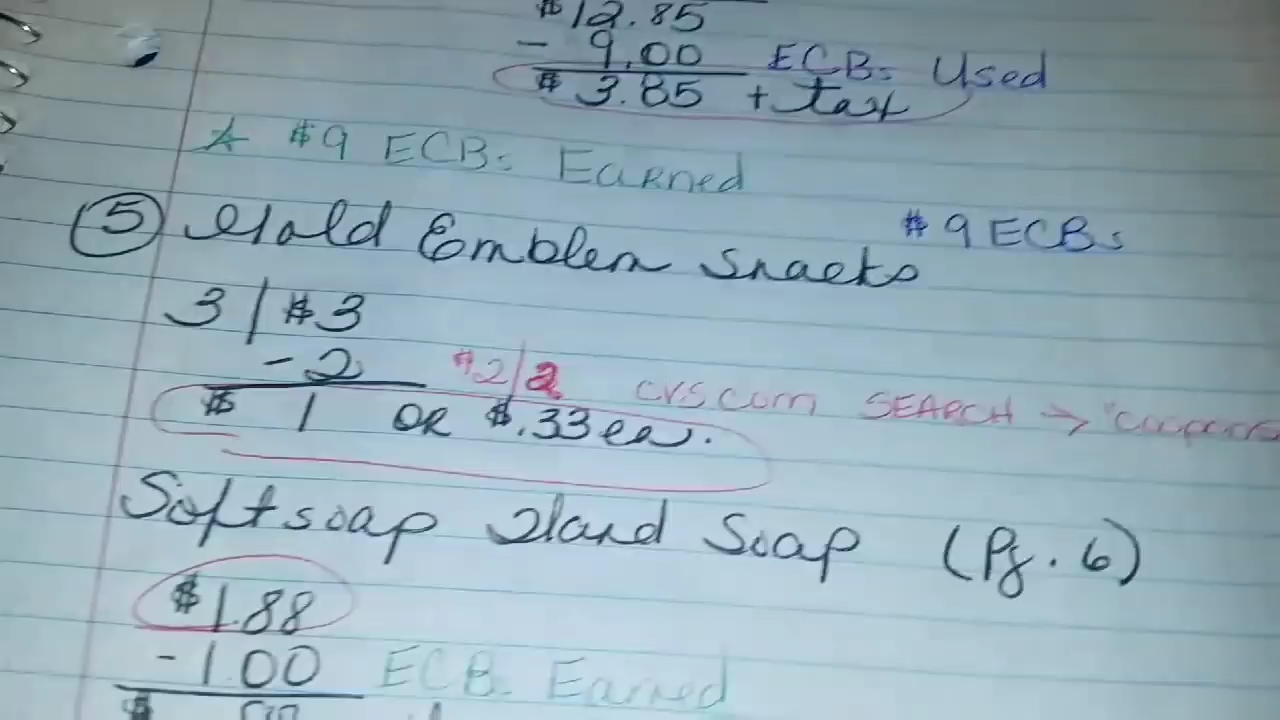 $12.85
- 9.00 ECBs Used
$3.85 + tax
$9 ECBs Earned
5 Gold Emblem Snacks $9 ECBs
3/$3
-2 $2/2 CVS com SEARCH → "Coupons
$ 1 OR $.33 ea.
Softsoap Hand Soap (Pg. 6)
$1.88
- 1.00 ECB Earned
$